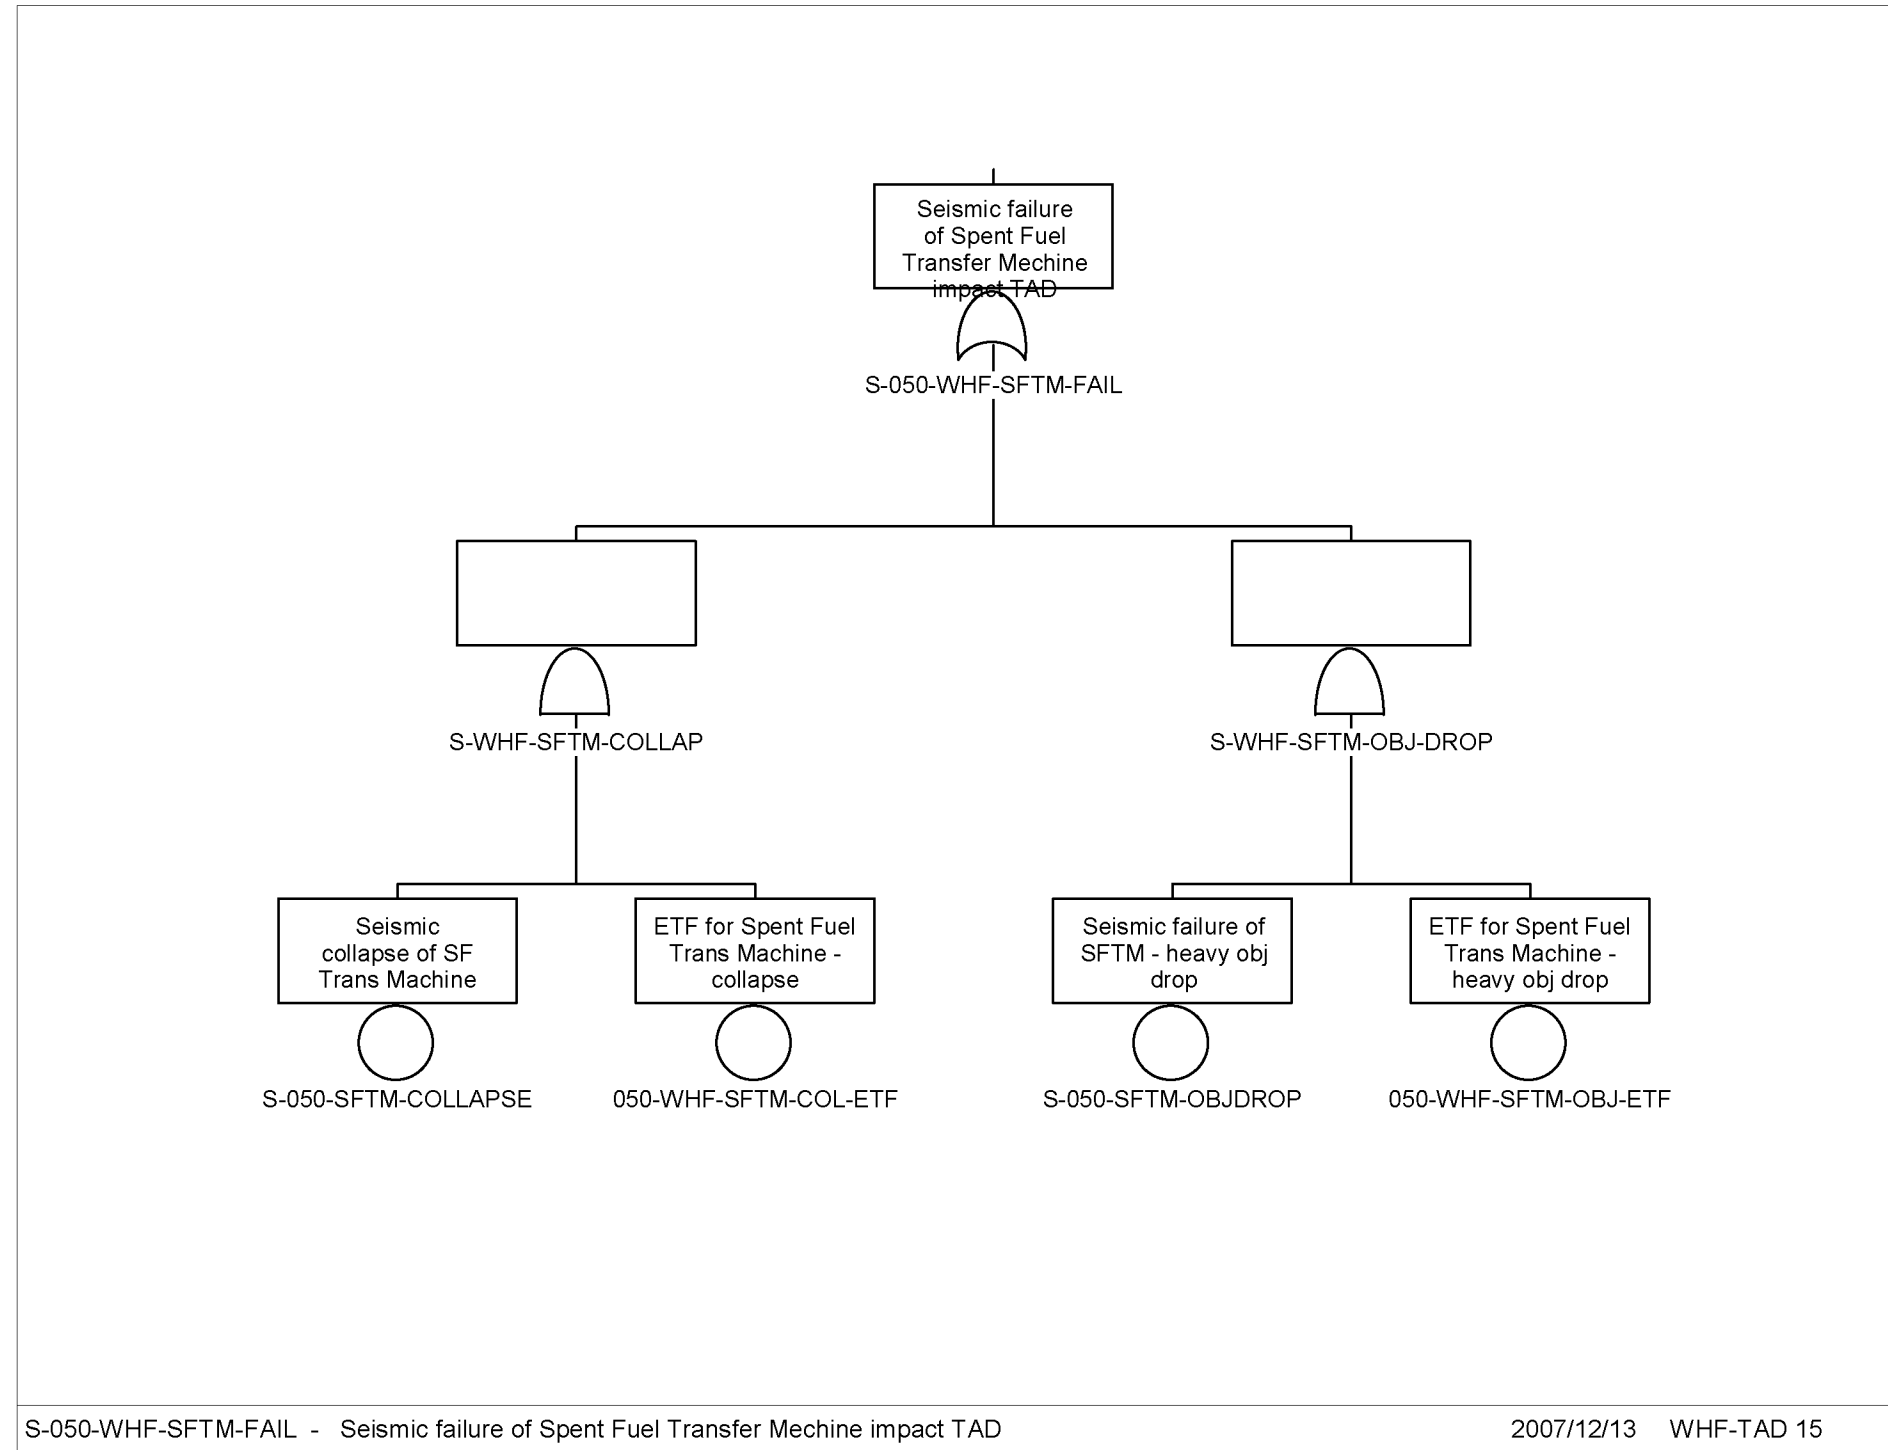 Seismic failure
of Spent Fuel
Transfer Mechine
impact TAD
S-050-WHF-SFTM-FAIL
S-WHF-SFTM-COLLAP
S-WHF-SFTM-OBJ-DROP
Seismic
collapse of SF
Trans Machine
S-050-SFTM-COLLAPSE
ETF for Spent Fuel
Trans Machine -
collapse
050-WHF-SFTM-COL-ETF
Seismic failure of
SFTM - heavy obj
drop
S-050-SFTM-OBJDROP
ETF for Spent Fuel
Trans Machine -
heavy obj drop
050-WHF-SFTM-OBJ-ETF
S-050-WHF-SFTM-FAIL - Seismic failure of Spent Fuel Transfer Mechine impact TAD
2007/12/13 WHF-TAD 15